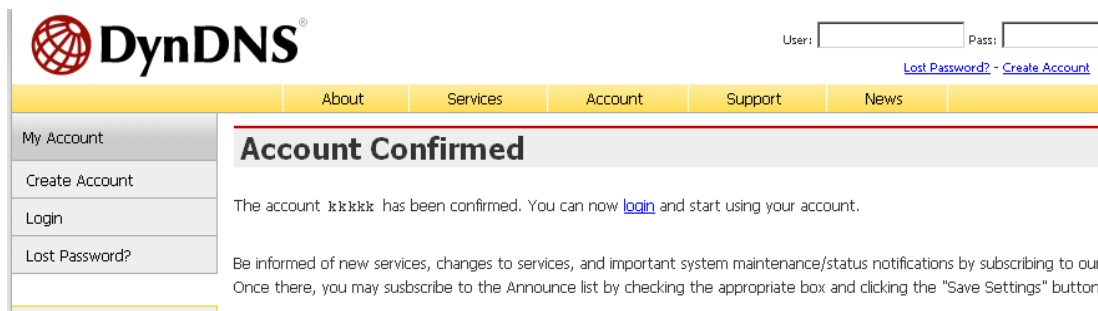 DynDNS®
User:
Pass:
Lost Password? - Create Account
About Services Account Support News
My Account
Create Account
Login
Lost Password?
Account Confirmed
The account kkkkk has been confirmed. You can now login and start using your account.
Be informed of new services, changes to services, and important system maintenance/status notifications by subscribing to our
Once there, you may susbscribe to the Announce list by checking the appropriate box and clicking the "Save Settings" button